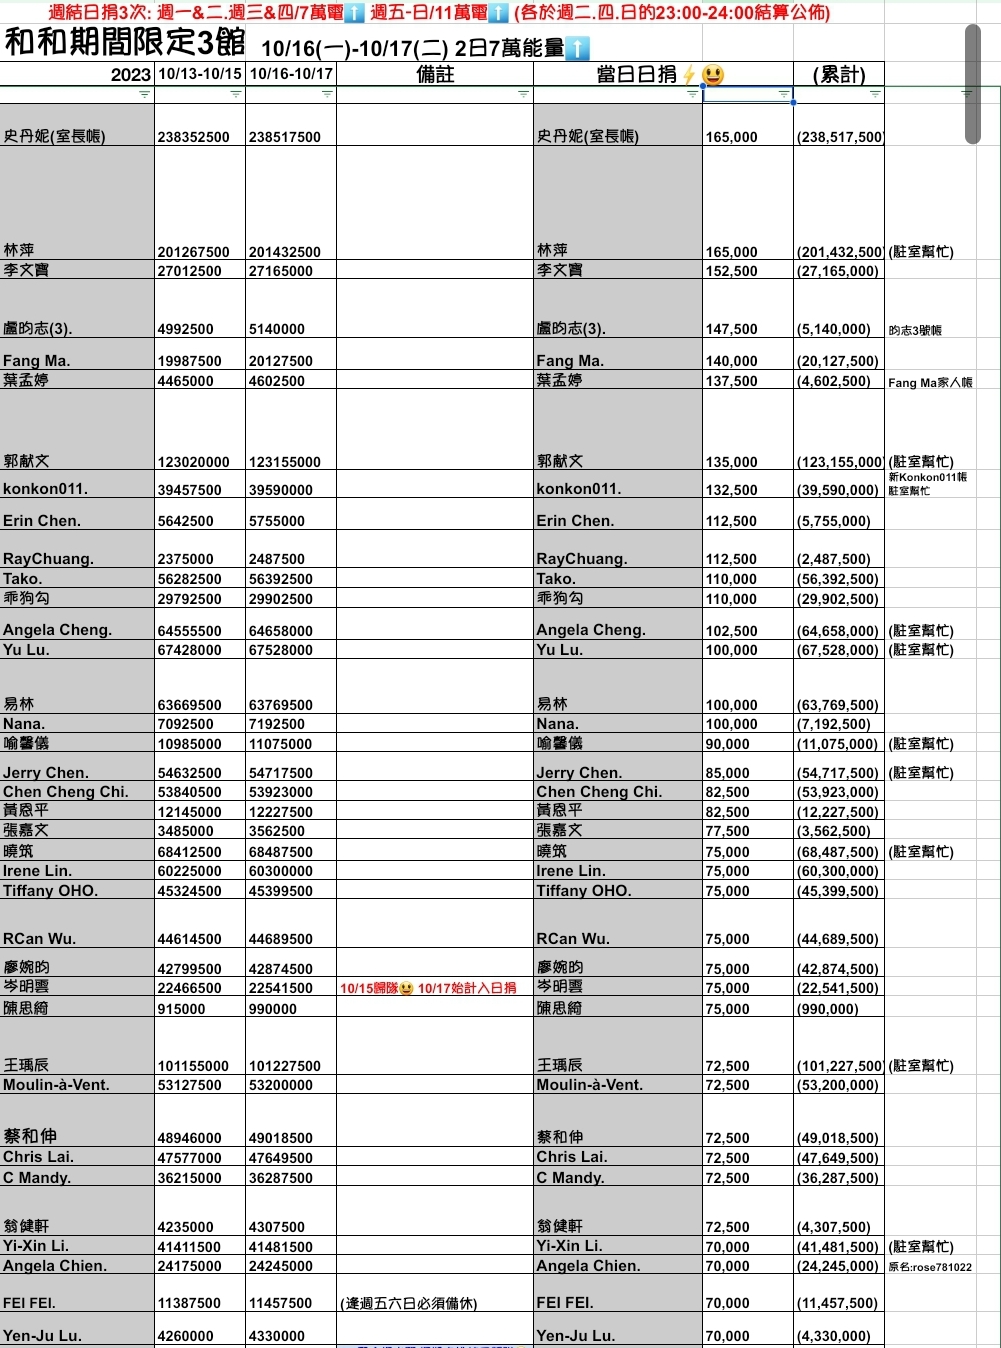 週結日捐3次: 週一&二.週三&四/7萬電⬆️ 週五-日/11萬電⬆️ (各於週二.四.日的23:00-24:00結算公佈)
和和期間限定3館 10/16(一)-10/17(二) 2日7萬能量⬆️
2023 10/13-10/15 10/16-10/17 備註 當日日捐⚡😃 (累計)
史丹妮(室長帳) 238352500 238517500 史丹妮(室長帳) 165,000 (238,517,500)
林萍 201267500 201432500 林萍 165,000 (201,432,500) (駐室幫忙)
李文寶 27012500 27165000 李文寶 152,500 (27,165,000)
盧昀志(3). 4992500 5140000 盧昀志(3). 147,500 (5,140,000) 昀志3號帳
Fang Ma. 19987500 20127500 Fang Ma. 140,000 (20,127,500)
葉孟婷 4465000 4602500 葉孟婷 137,500 (4,602,500) Fang Ma家人帳
郭献文 123020000 123155000 郭献文 135,000 (123,155,000) (駐室幫忙)
konkon011. 39457500 39590000 konkon011. 132,500 (39,590,000) 新Konkon011帳
駐室幫忙
Erin Chen. 5642500 5755000 Erin Chen. 112,500 (5,755,000)
RayChuang. 2375000 2487500 RayChuang. 112,500 (2,487,500)
Tako. 56282500 56392500 Tako. 110,000 (56,392,500)
乖狗勾 29792500 29902500 乖狗勾 110,000 (29,902,500)
Angela Cheng. 64555500 64658000 Angela Cheng. 102,500 (64,658,000) (駐室幫忙)
Yu Lu. 67428000 67528000 Yu Lu. 100,000 (67,528,000) (駐室幫忙)
易林 63669500 63769500 易林 100,000 (63,769,500)
Nana. 7092500 7192500 Nana. 100,000 (7,192,500)
喻馨儀 10985000 11075000 喻馨儀 90,000 (11,075,000) (駐室幫忙)
Jerry Chen. 54632500 54717500 Jerry Chen. 85,000 (54,717,500) (駐室幫忙)
Chen Cheng Chi. 53840500 53923000 Chen Cheng Chi. 82,500 (53,923,000)
黃恩平 12145000 12227500 黃恩平 82,500 (12,227,500)
張嘉文 3485000 3562500 張嘉文 77,500 (3,562,500)
曉筑 68412500 68487500 曉筑 75,000 (68,487,500) (駐室幫忙)
Irene Lin. 60225000 60300000 Irene Lin. 75,000 (60,300,000)
Tiffany OHO. 45324500 45399500 Tiffany OHO. 75,000 (45,399,500)
RCan Wu. 44614500 44689500 RCan Wu. 75,000 (44,689,500)
廖婉昀 42799500 42874500 廖婉昀 75,000 (42,874,500)
岑明雲 22466500 22541500 10/15歸隊😃 10/17始計入日捐 岑明雲 75,000 (22,541,500)
陳思綺 915000 990000 陳思綺 75,000 (990,000)
王瑀辰 101155000 101227500 王瑀辰 72,500 (101,227,500) (駐室幫忙)
Moulin-à-Vent. 53127500 53200000 Moulin-à-Vent. 72,500 (53,200,000)
蔡和伸 48946000 49018500 蔡和伸 72,500 (49,018,500)
Chris Lai. 47577000 47649500 Chris Lai. 72,500 (47,649,500)
C Mandy. 36215000 36287500 C Mandy. 72,500 (36,287,500)
翁健軒 4235000 4307500 翁健軒 72,500 (4,307,500)
Yi-Xin Li. 41411500 41481500 Yi-Xin Li. 70,000 (41,481,500) (駐室幫忙)
Angela Chien. 24175000 24245000 Angela Chien. 70,000 (24,245,000) 原名:rose781022
FEI FEI. 11387500 11457500 (逢週五六日必須備休) FEI FEI. 70,000 (11,457,500)
Yen-Ju Lu. 4260000 4330000 Yen-Ju Lu. 70,000 (4,330,000)